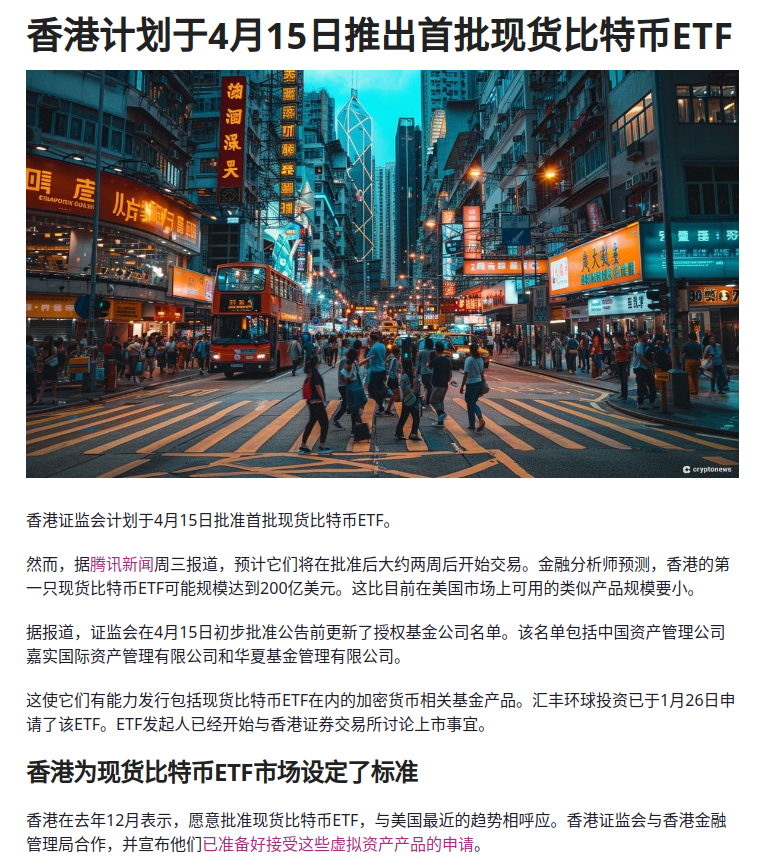 香港计划于4月15日推出首批现货比特币ETF
cryptonews
香港证监会计划于4月15日批准首批现货比特币ETF。
然而，据腾讯新闻周三报道，预计它们将在批准后大约两周后开始交易。金融分析师预测，香港的第
一只现货比特币ETF可能规模达到200亿美元。这比目前在美国市场上可用的类似产品规模要小。
据报道，证监会在4月15日初步批准公告前更新了授权基金公司名单。该名单包括中国资产管理公司
嘉实国际资产管理有限公司和华夏基金管理有限公司。
这使它们有能力发行包括现货比特币ETF在内的加密货币相关基金产品。汇丰环球投资已于1月26日申
请了该ETF。ETF发起人已经开始与香港证券交易所讨论上市事宜。
香港为现货比特币ETF市场设定了标准
香港在去年12月表示，愿意批准现货比特币ETF，与美国最近的趋势相呼应。香港证监会与香港金融
管理局合作，并宣布他们已准备好接受这些虚拟资产产品的申请。